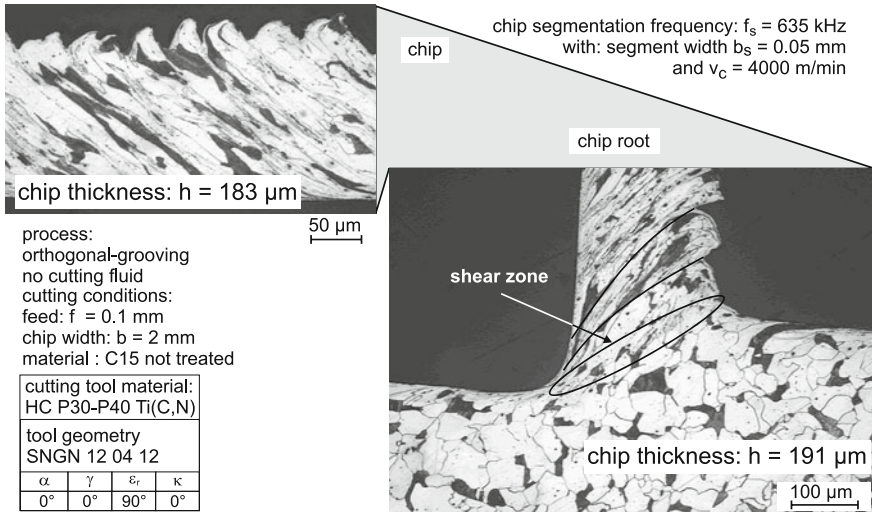 chip segmentation frequency: fₛ = 635 kHz
with: segment width bₛ = 0.05 mm
and v꜀ = 4000 m/min
chip
chip root
chip thickness: h = 183 µm
50 µm
process:
orthogonal-grooving
no cutting fluid
cutting conditions:
feed: f = 0.1 mm
chip width: b = 2 mm
material : C15 not treated
cutting tool material:
HC P30-P40 Ti(C,N)
tool geometry
SNGN 12 04 12
α γ εᵣ κ
0° 0° 90° 0°
shear zone
chip thickness: h = 191 µm
100 µm